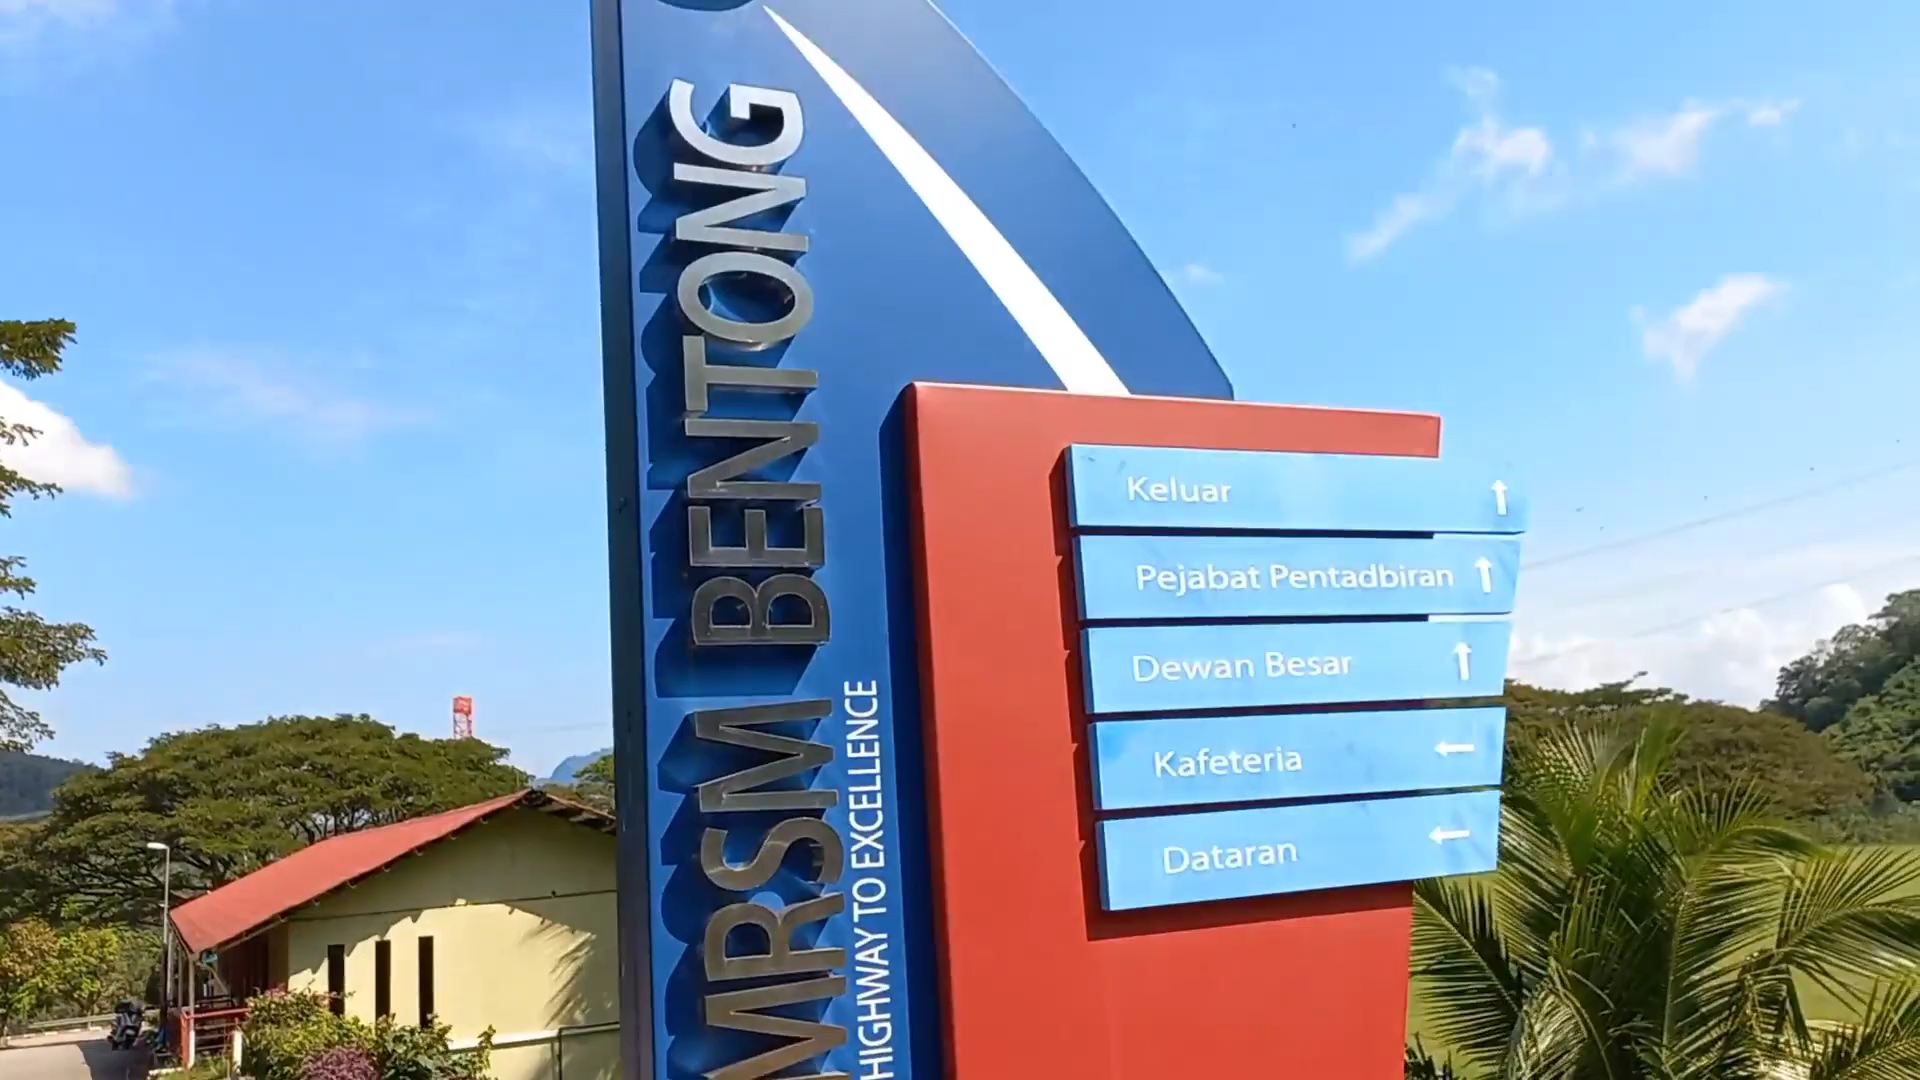 MRSM BENTONG
HIGHWAY TO EXCELLENCE
Keluar ↑
Pejabat Pentadbiran ↑
Dewan Besar ↑
Kafeteria ←
Dataran ←